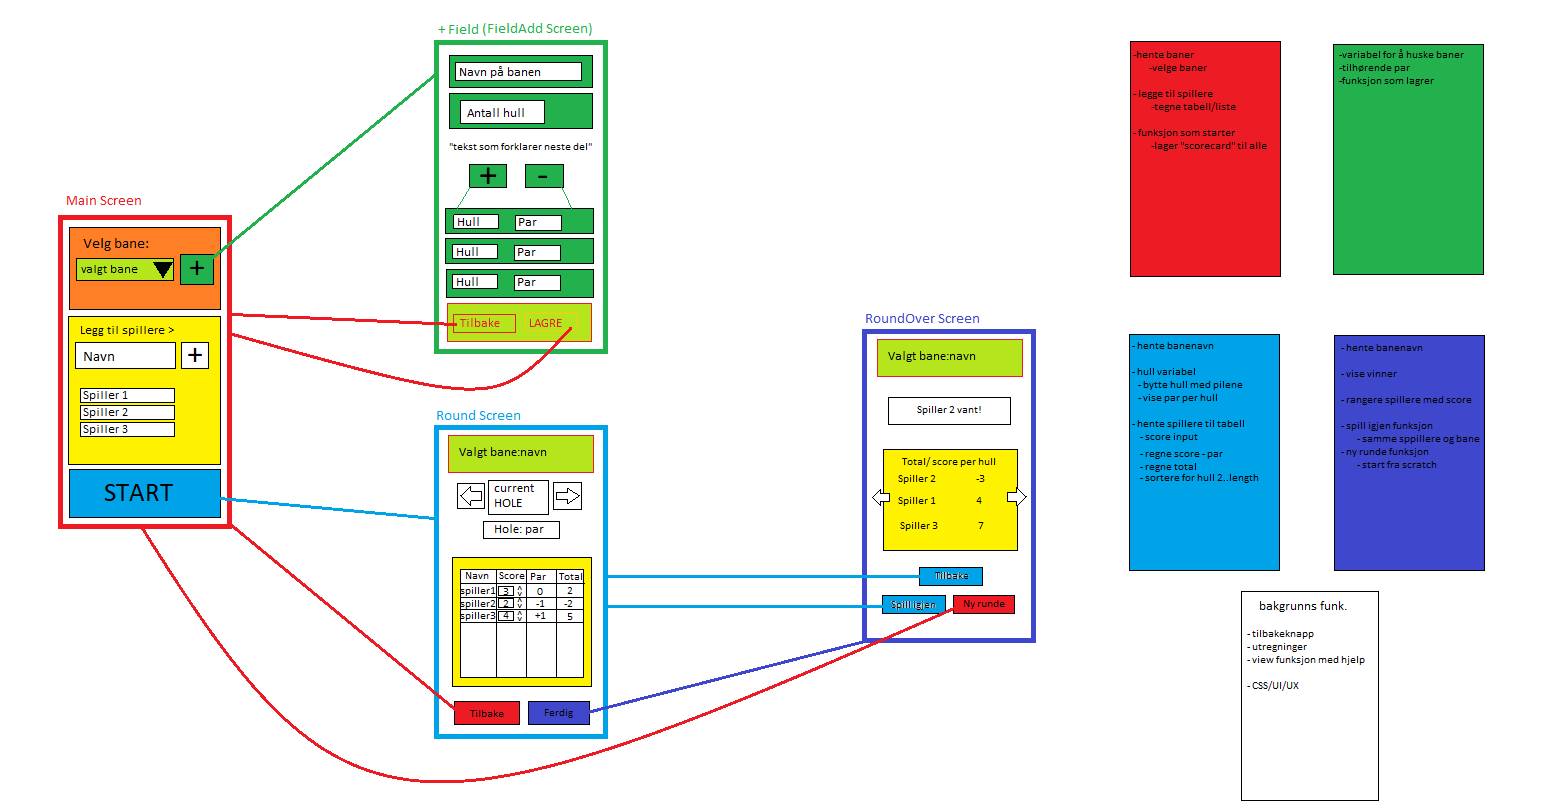 Main Screen
Velg bane:
valgt bane
+
Legg til spillere >
Navn
+
Spiller 1
Spiller 2
Spiller 3
START
+ Field (FieldAdd Screen)
Navn på banen
Antall hull
"tekst som forklarer neste del"
+ -
Hull Par
Hull Par
Hull Par
Tilbake LAGRE
Round Screen
Valgt bane:navn
current
HOLE
Hole: par
Navn Score Par Total
spiller1 3 0 2
spiller2 2 -1 -2
spiller3 4 +1 5
Tilbake Ferdig
RoundOver Screen
Valgt bane:navn
Spiller 2 vant!
Total/ score per hull
Spiller 2 -3
Spiller 1 4
Spiller 3 7
Tilbake
Spill igjen Ny runde
-hente baner
-velge baner
- legge til spillere
-tegne tabell/liste
- funksjon som starter
-lager "scorecard" til alle
-variabel for å huske baner
-tilhørende par
-funksjon som lagrer
- hente banenavn
- hull variabel
- bytte hull med pilene
- vise par per hull
- hente spillere til tabell
- score input
- regne score - par
- regne total
- sortere for hull 2..length
- hente banenavn
- vise vinner
- rangere spillere med score
- spill igjen funksjon
- samme sppillere og bane
- ny runde funksjon
- start fra scratch
bakgrunns funk.
- tilbakeknapp
- utregninger
- view funksjon med hjelp
- CSS/UI/UX